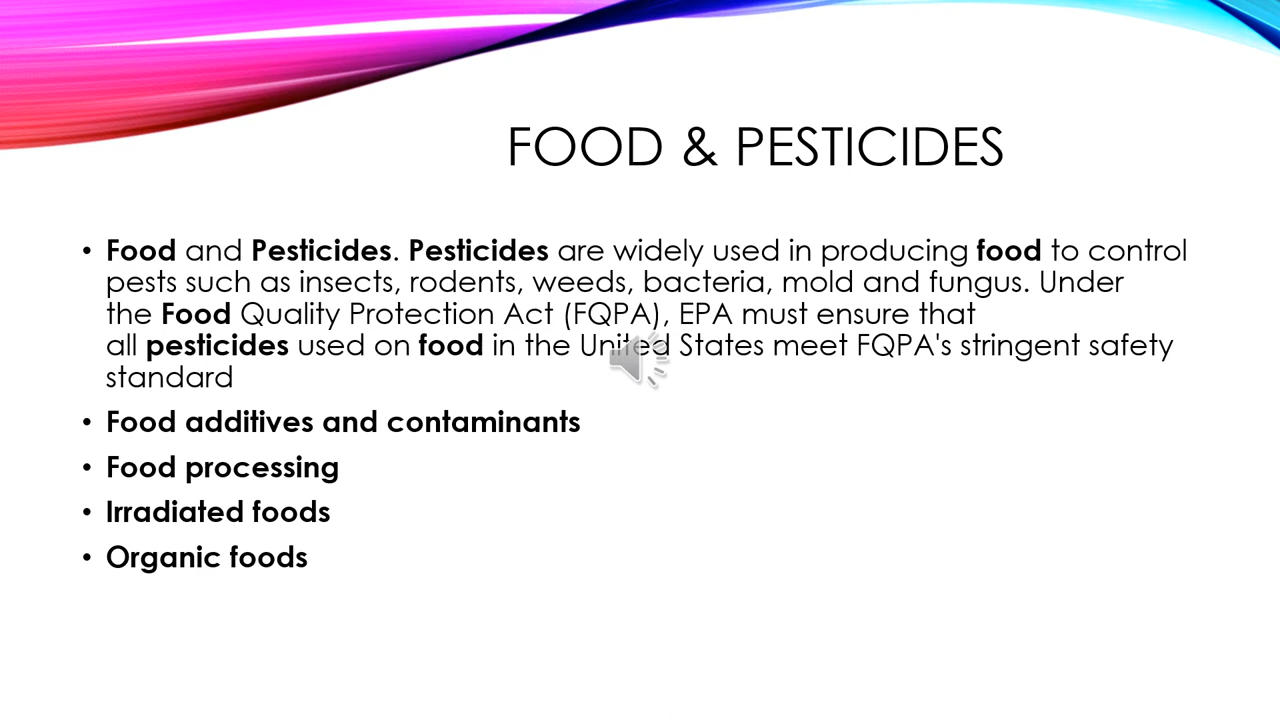 FOOD & PESTICIDES
• Food and Pesticides. Pesticides are widely used in producing food to control
pests such as insects, rodents, weeds, bacteria, mold and fungus. Under
the Food Quality Protection Act (FQPA), EPA must ensure that
all pesticides used on food in the United States meet FQPA's stringent safety
standard
• Food additives and contaminants
• Food processing
• Irradiated foods
• Organic foods